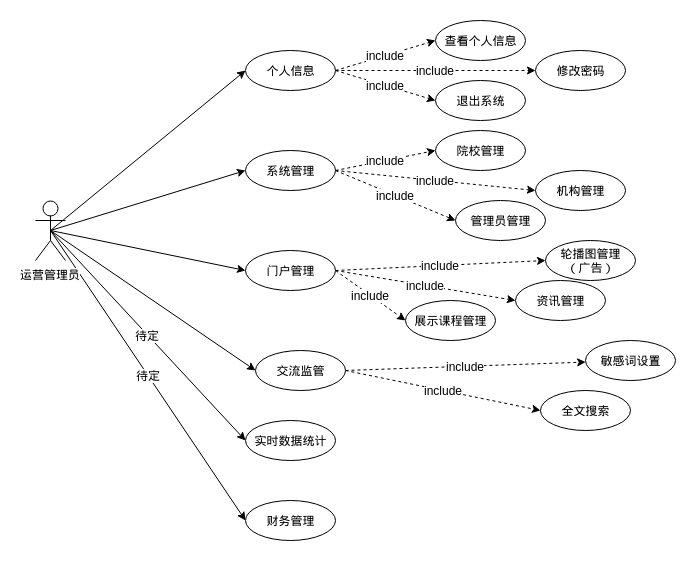 查看个人信息
include
个人信息
include
修改密码
include
退出系统
院校管理
include
系统管理
include
机构管理
include
管理员管理
运营管理员
轮播图管理
（广告）
include
门户管理
include
资讯管理
include
展示课程管理
待定
敏感词设置
include
交流监管
待定
include
全文搜索
实时数据统计
财务管理